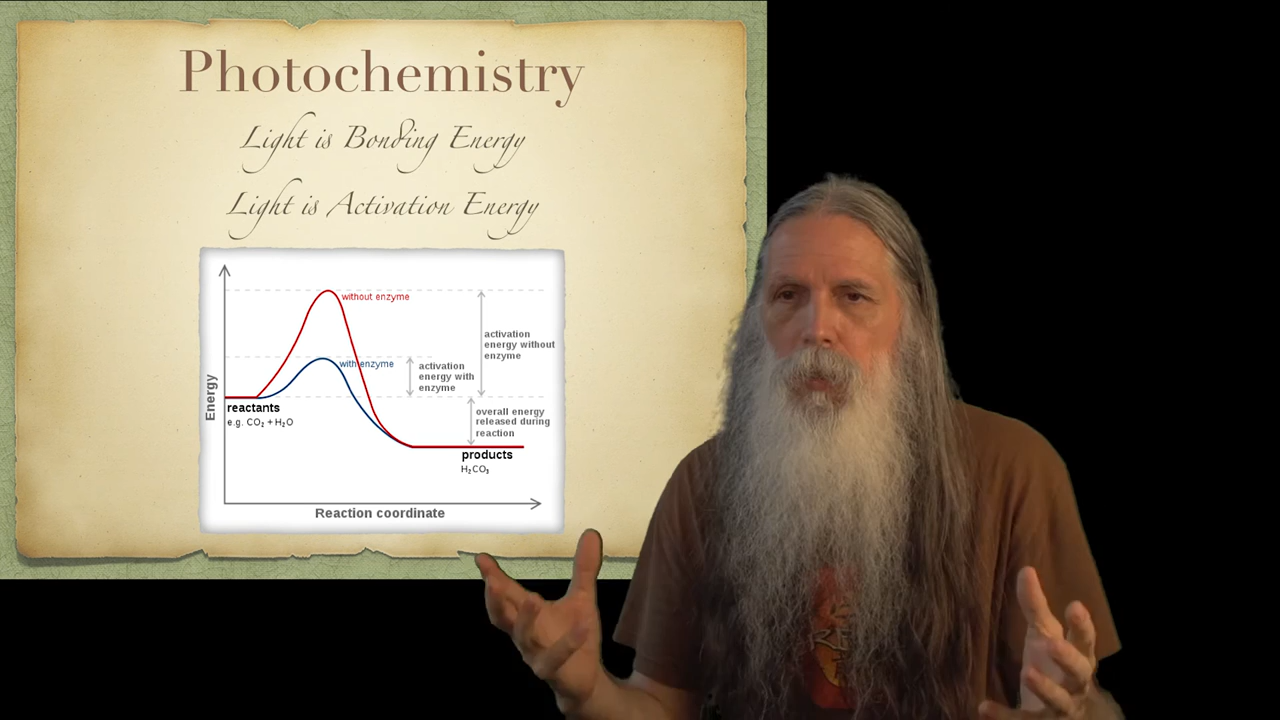 Photochemistry
Light is Bonding Energy
Light is Activation Energy
without enzyme
activation
energy without
enzyme
with enzyme
activation
energy with
enzyme
Energy
reactants
e.g. CO₂ + H₂O
overall energy
released during
reaction
products
H₂CO₃
Reaction coordinate